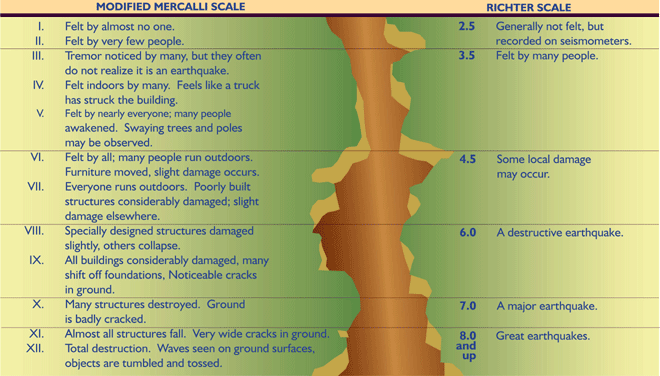 MODIFIED MERCALLI SCALE
RICHTER SCALE
I. Felt by almost no one.
II. Felt by very few people.
2.5 Generally not felt, but
recorded on seismometers.
III. Tremor noticed by many, but they often
do not realize it is an earthquake.
IV. Felt indoors by many. Feels like a truck
has struck the building.
V. Felt by nearly everyone; many people
awakened. Swaying trees and poles
may be observed.
3.5 Felt by many people.
VI. Felt by all; many people run outdoors.
Furniture moved, slight damage occurs.
VII. Everyone runs outdoors. Poorly built
structures considerably damaged; slight
damage elsewhere.
4.5 Some local damage
may occur.
VIII. Specially designed structures damaged
slightly, others collapse.
IX. All buildings considerably damaged, many
shift off foundations, Noticeable cracks
in ground.
6.0 A destructive earthquake.
X. Many structures destroyed. Ground
is badly cracked.
7.0 A major earthquake.
XI. Almost all structures fall. Very wide cracks in ground.
XII. Total destruction. Waves seen on ground surfaces,
objects are tumbled and tossed.
8.0 Great earthquakes.
and
up